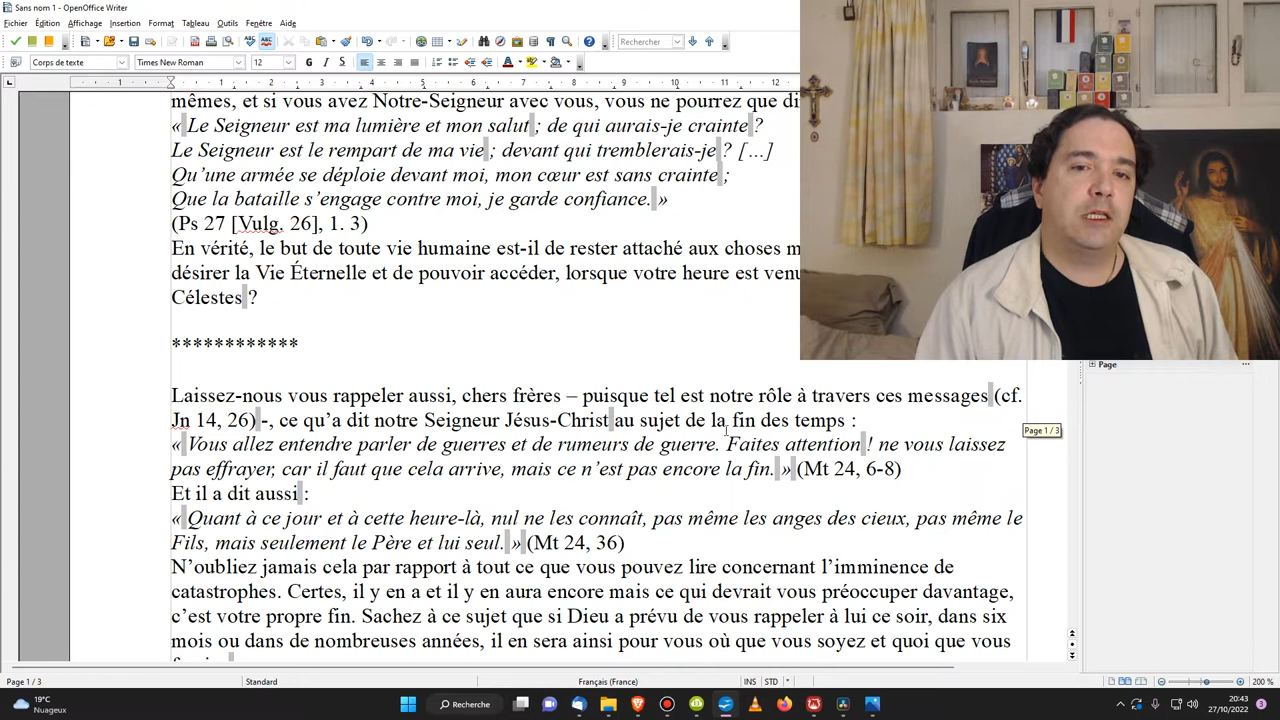 Sans nom 1 - OpenOffice Writer
Fichier Édition Affichage Insertion Format Tableau Outils Fenêtre Aide
Rechercher
Corps de texte Times New Roman 12
1 1 2 3 4 5 6 7 8 9 10 11 12
mêmes, et si vous avez Notre-Seigneur avec vous, vous ne pourrez que di
« Le Seigneur est ma lumière et mon salut ; de qui aurais-je crainte ?
Le Seigneur est le rempart de ma vie ; devant qui tremblerais-je ? […]
Qu’une armée se déploie devant moi, mon cœur est sans crainte ;
Que la bataille s’engage contre moi, je garde confiance. »
(Ps 27 [Vulg. 26], 1. 3)
En vérité, le but de toute vie humaine est-il de rester attaché aux choses m
désirer la Vie Éternelle et de pouvoir accéder, lorsque votre heure est venu
Célestes ?
************
Laissez-nous vous rappeler aussi, chers frères – puisque tel est notre rôle à travers ces messages (cf.
Jn 14, 26) -, ce qu’a dit notre Seigneur Jésus-Christ au sujet de la fin des temps :
« Vous allez entendre parler de guerres et de rumeurs de guerre. Faites attention ! ne vous laissez
pas effrayer, car il faut que cela arrive, mais ce n’est pas encore la fin. » (Mt 24, 6-8)
Et il a dit aussi :
« Quant à ce jour et à cette heure-là, nul ne les connaît, pas même les anges des cieux, pas même le
Fils, mais seulement le Père et lui seul. » (Mt 24, 36)
N’oubliez jamais cela par rapport à tout ce que vous pouvez lire concernant l’imminence de
catastrophes. Certes, il y en a et il y en aura encore mais ce qui devrait vous préoccuper davantage,
c’est votre propre fin. Sachez à ce sujet que si Dieu a prévu de vous rappeler à lui ce soir, dans six
mois ou dans de nombreuses années, il en sera ainsi pour vous où que vous soyez et quoi que vous
Page
Page 1 / 3
Page 1 / 3 Standard Français (France) INS STD * 200 %
19°C
Nuageux
Recherche
20:43
27/10/2022
3